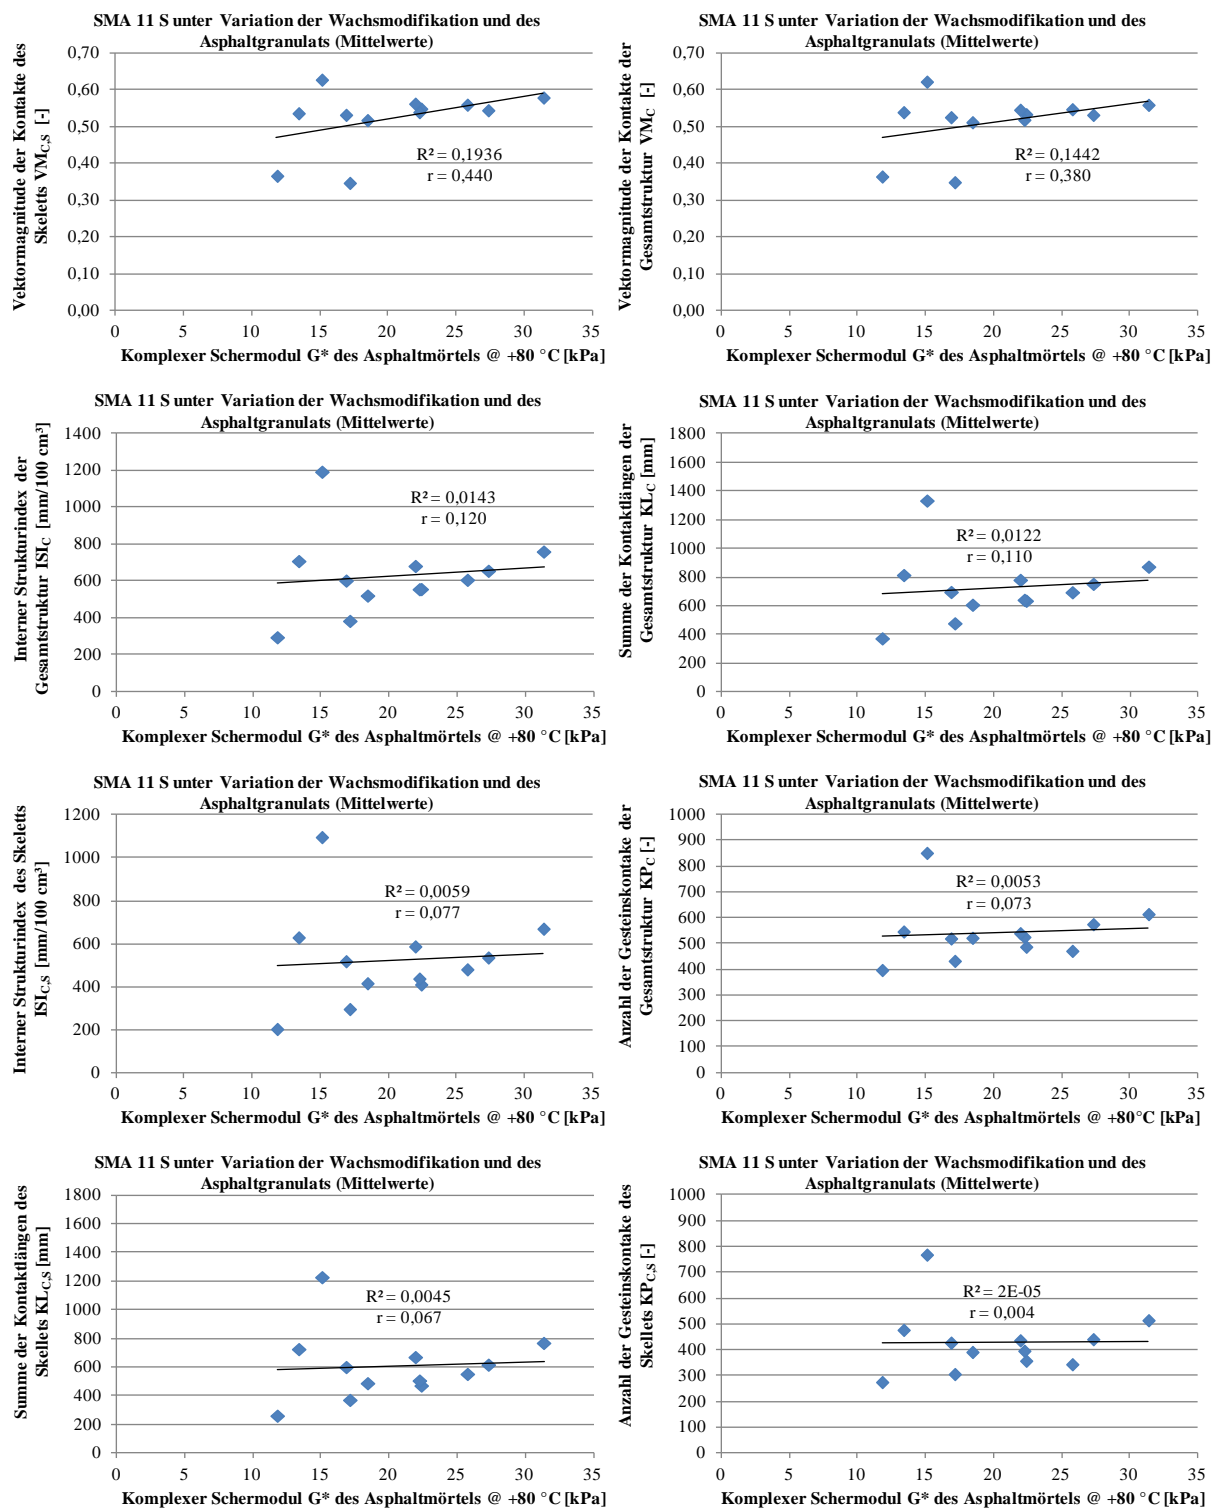 SMA 11 S unter Variation der Wachsmodifikation und des
Asphaltgranulats (Mittelwerte)
Vektormagnitude der Kontakte des
Skeletts VM_C,S [-]
0,70
0,60
0,50
0,40
0,30
0,20
0,10
0,00
R² = 0,1936
r = 0,440
0 5 10 15 20 25 30 35
Komplexer Schermodul G* des Asphaltmörtels @ +80 °C [kPa]
SMA 11 S unter Variation der Wachsmodifikation und des
Asphaltgranulats (Mittelwerte)
Vektormagnitude der Kontakte der
Gesamtstruktur VM_C [-]
0,70
0,60
0,50
0,40
0,30
0,20
0,10
0,00
R² = 0,1442
r = 0,380
0 5 10 15 20 25 30 35
Komplexer Schermodul G* des Asphaltmörtels @ +80 °C [kPa]
SMA 11 S unter Variation der Wachsmodifikation und des
Asphaltgranulats (Mittelwerte)
Interner Strukturindex der
Gesamtstruktur ISI_C [mm/100 cm³]
1400
1200
1000
800
600
400
200
0
R² = 0,0143
r = 0,120
0 5 10 15 20 25 30 35
Komplexer Schermodul G* des Asphaltmörtels @ +80 °C [kPa]
SMA 11 S unter Variation der Wachsmodifikation und des
Asphaltgranulats (Mittelwerte)
Summe der Kontaktlängen der
Gesamtstruktur KL_C [mm]
1800
1600
1400
1200
1000
800
600
400
200
0
R² = 0,0122
r = 0,110
0 5 10 15 20 25 30 35
Komplexer Schermodul G* des Asphaltmörtels @ +80 °C [kPa]
SMA 11 S unter Variation der Wachsmodifikation und des
Asphaltgranulats (Mittelwerte)
Interner Strukturindex des Skeletts
ISI_C,S [mm/100 cm³]
1200
1000
800
600
400
200
0
R² = 0,0059
r = 0,077
0 5 10 15 20 25 30 35
Komplexer Schermodul G* des Asphaltmörtels @ +80 °C [kPa]
SMA 11 S unter Variation der Wachsmodifikation und des
Asphaltgranulats (Mittelwerte)
Anzahl der Gesteinskontake der
Gesamtstruktur KP_C [-]
1000
900
800
700
600
500
400
300
200
100
0
R² = 0,0053
r = 0,073
0 5 10 15 20 25 30 35
Komplexer Schermodul G* des Asphaltmörtels @ +80°C [kPa]
SMA 11 S unter Variation der Wachsmodifikation und des
Asphaltgranulats (Mittelwerte)
Summe der Kontaktlängen des
Skellets KL_C,S [mm]
1800
1600
1400
1200
1000
800
600
400
200
0
R² = 0,0045
r = 0,067
0 5 10 15 20 25 30 35
Komplexer Schermodul G* des Asphaltmörtels @ +80 °C [kPa]
SMA 11 S unter Variation der Wachsmodifikation und des
Asphaltgranulats (Mittelwerte)
Anzahl der Gesteinskontake des
Skellets KP_C,S [-]
1000
900
800
700
600
500
400
300
200
100
0
R² = 2E-05
r = 0,004
0 5 10 15 20 25 30 35
Komplexer Schermodul G* des Asphaltmörtels @ +80 °C [kPa]